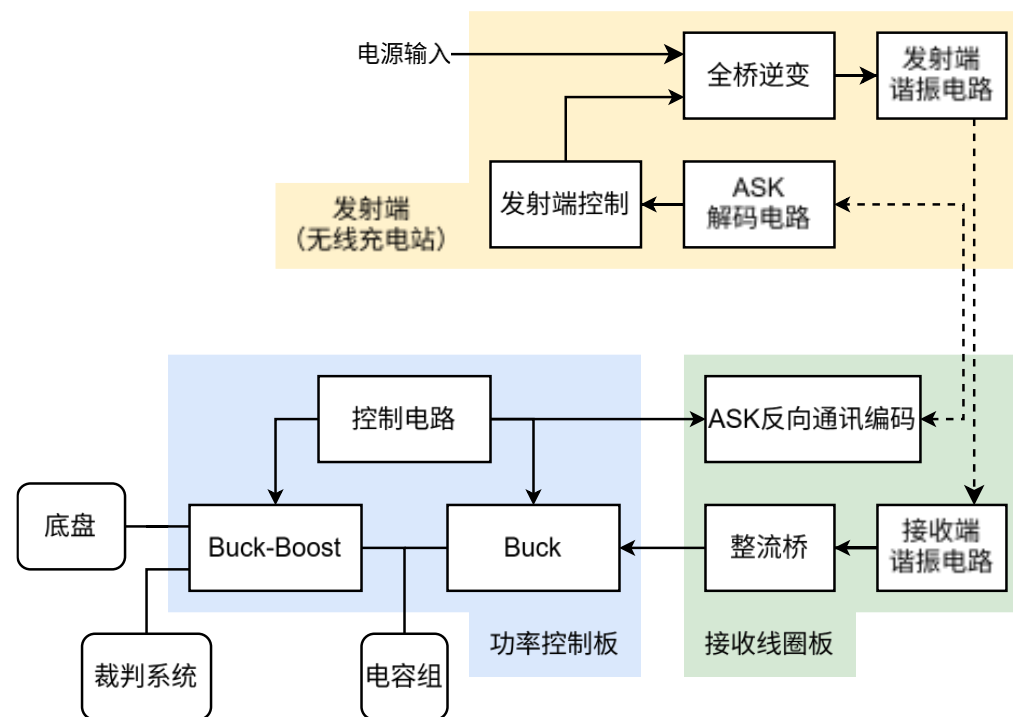 电源输入
全桥逆变
发射端
谐振电路
发射端控制
ASK
解码电路
发射端
（无线充电站）
控制电路
ASK反向通讯编码
底盘
Buck-Boost
Buck
整流桥
接收端
谐振电路
功率控制板
接收线圈板
裁判系统
电容组